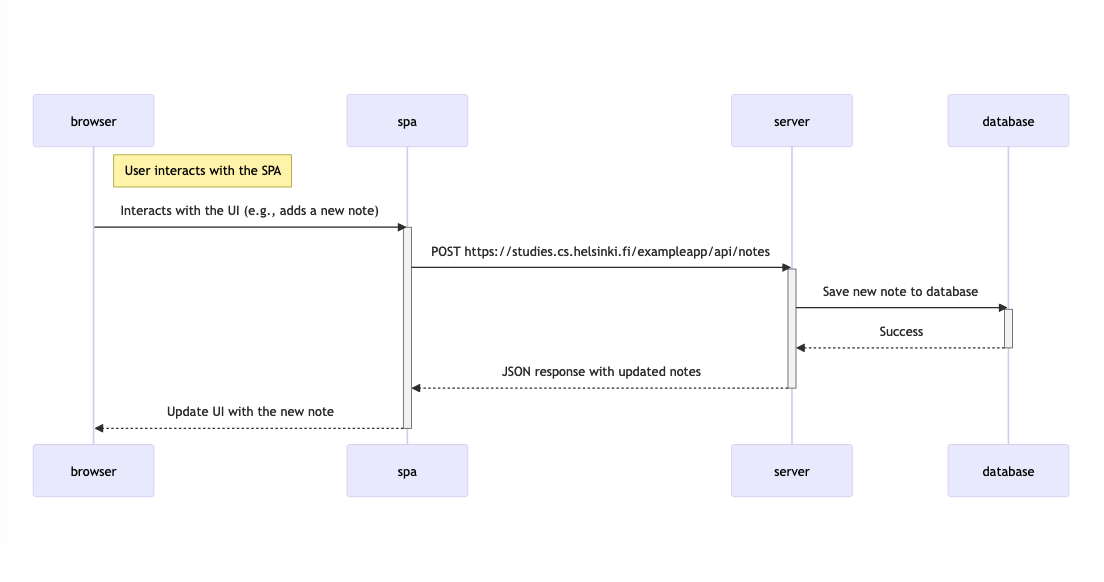 browser
spa
server
database
User interacts with the SPA
Interacts with the UI (e.g., adds a new note)
POST https://studies.cs.helsinki.fi/exampleapp/api/notes
Save new note to database
Success
JSON response with updated notes
Update UI with the new note
browser
spa
server
database